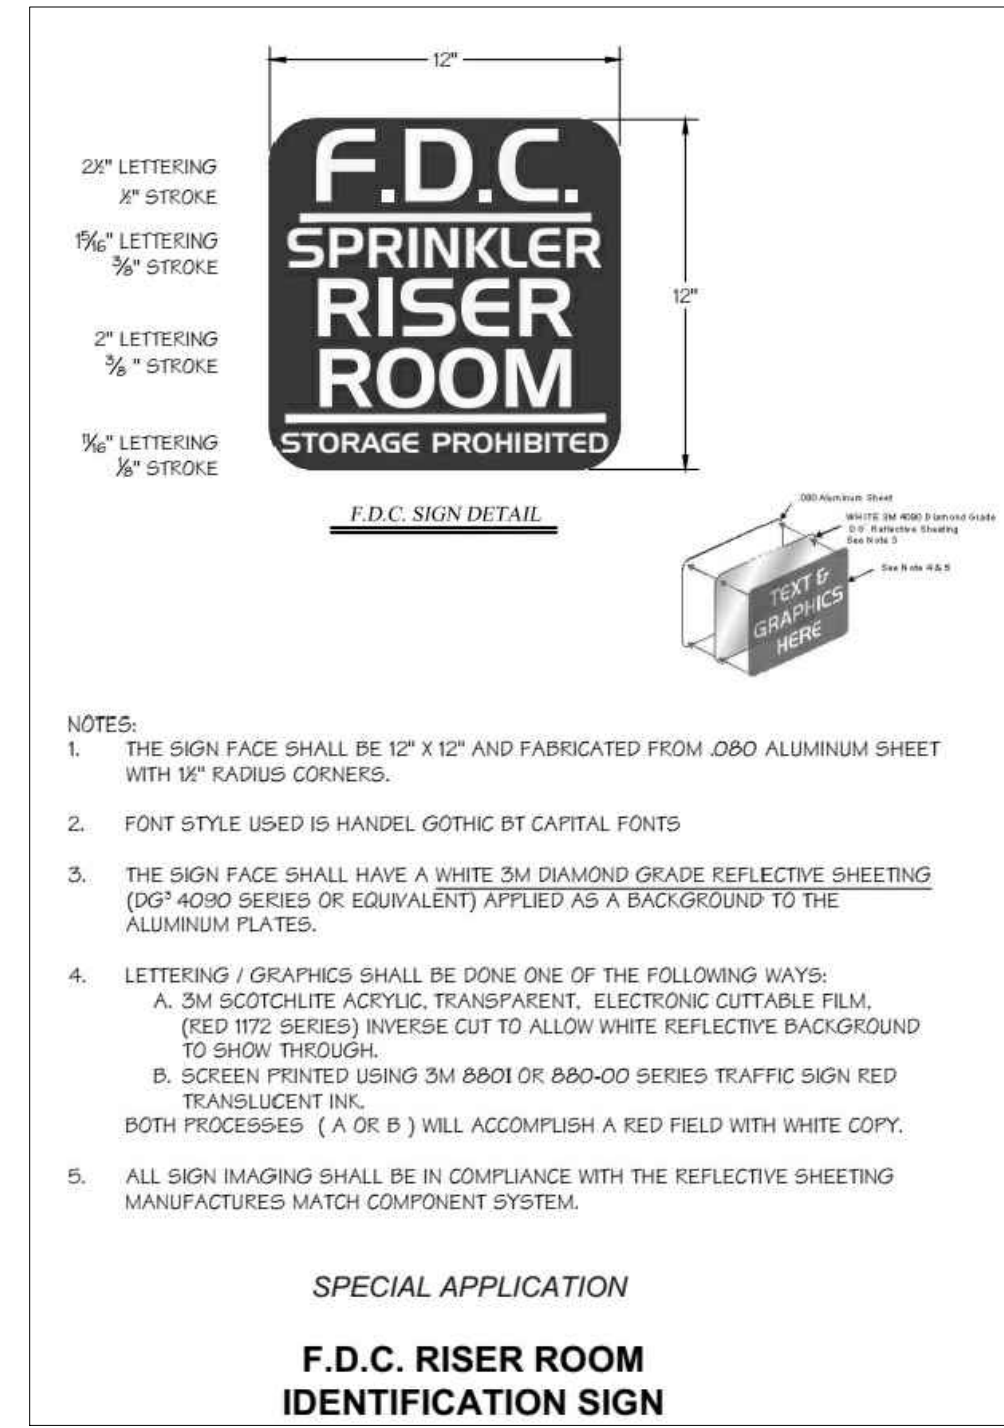 12"
F.D.C.
SPRINKLER
RISER
ROOM
STORAGE PROHIBITED
2½" LETTERING
½" STROKE
1⁵⁄₁₆" LETTERING
⅜" STROKE
2" LETTERING
⅜ " STROKE
¹¹⁄₁₆" LETTERING
⅛" STROKE
12"
F.D.C. SIGN DETAIL
.080 Aluminum Sheet
WHITE 3M 4090 Diamond Grade
Reflective Sheeting
See Note 3
See Note 4 & 5
TEXT &
GRAPHICS
HERE
NOTES:
1. THE SIGN FACE SHALL BE 12" X 12" AND FABRICATED FROM .080 ALUMINUM SHEET
WITH 1½" RADIUS CORNERS.
2. FONT STYLE USED IS HANDEL GOTHIC BT CAPITAL FONTS
3. THE SIGN FACE SHALL HAVE A WHITE 3M DIAMOND GRADE REFLECTIVE SHEETING
(DG³ 4090 SERIES OR EQUIVALENT) APPLIED AS A BACKGROUND TO THE
ALUMINUM PLATES.
4. LETTERING / GRAPHICS SHALL BE DONE ONE OF THE FOLLOWING WAYS:
A. 3M SCOTCHLITE ACRYLIC, TRANSPARENT, ELECTRONIC CUTTABLE FILM,
(RED 1172 SERIES) INVERSE CUT TO ALLOW WHITE REFLECTIVE BACKGROUND
TO SHOW THROUGH.
B. SCREEN PRINTED USING 3M 880I OR 880-00 SERIES TRAFFIC SIGN RED
TRANSLUCENT INK.
BOTH PROCESSES ( A OR B ) WILL ACCOMPLISH A RED FIELD WITH WHITE COPY.
5. ALL SIGN IMAGING SHALL BE IN COMPLIANCE WITH THE REFLECTIVE SHEETING
MANUFACTURES MATCH COMPONENT SYSTEM.
SPECIAL APPLICATION
F.D.C. RISER ROOM
IDENTIFICATION SIGN